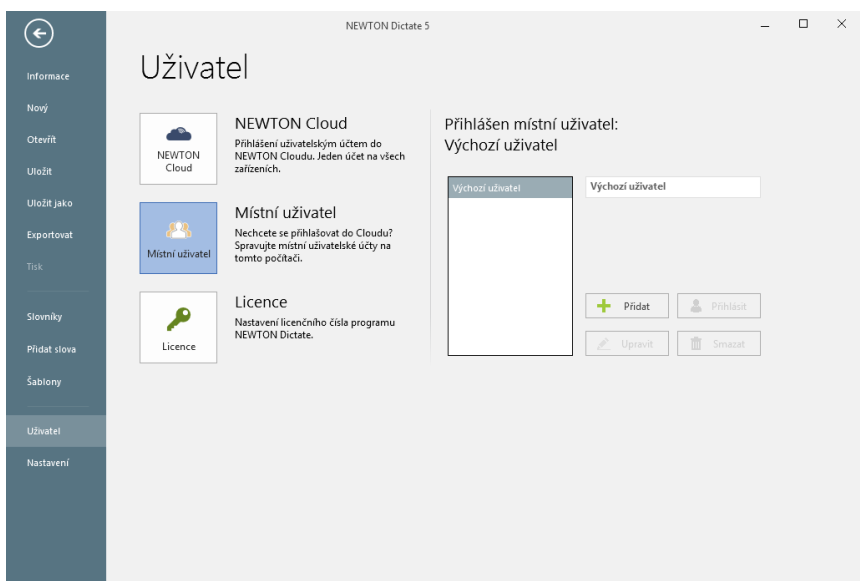 NEWTON Dictate 5
Informace
Nový
Otevřít
Uložit
Uložit jako
Exportovat
Tisk
Slovníky
Přidat slova
Šablony
Uživatel
Nastavení
Uživatel
NEWTON
Cloud
NEWTON Cloud
Přihlášení uživatelským účtem do
NEWTON Cloudu. Jeden účet na všech
zařízeních.
Místní uživatel
Místní uživatel
Nechcete se přihlašovat do Cloudu?
Spravujte místní uživatelské účty na
tomto počítači.
Licence
Licence
Nastavení licenčního čísla programu
NEWTON Dictate.
Přihlášen místní uživatel:
Výchozí uživatel
Výchozí uživatel
Výchozí uživatel
Přidat
Přihlásit
Upravit
Smazat